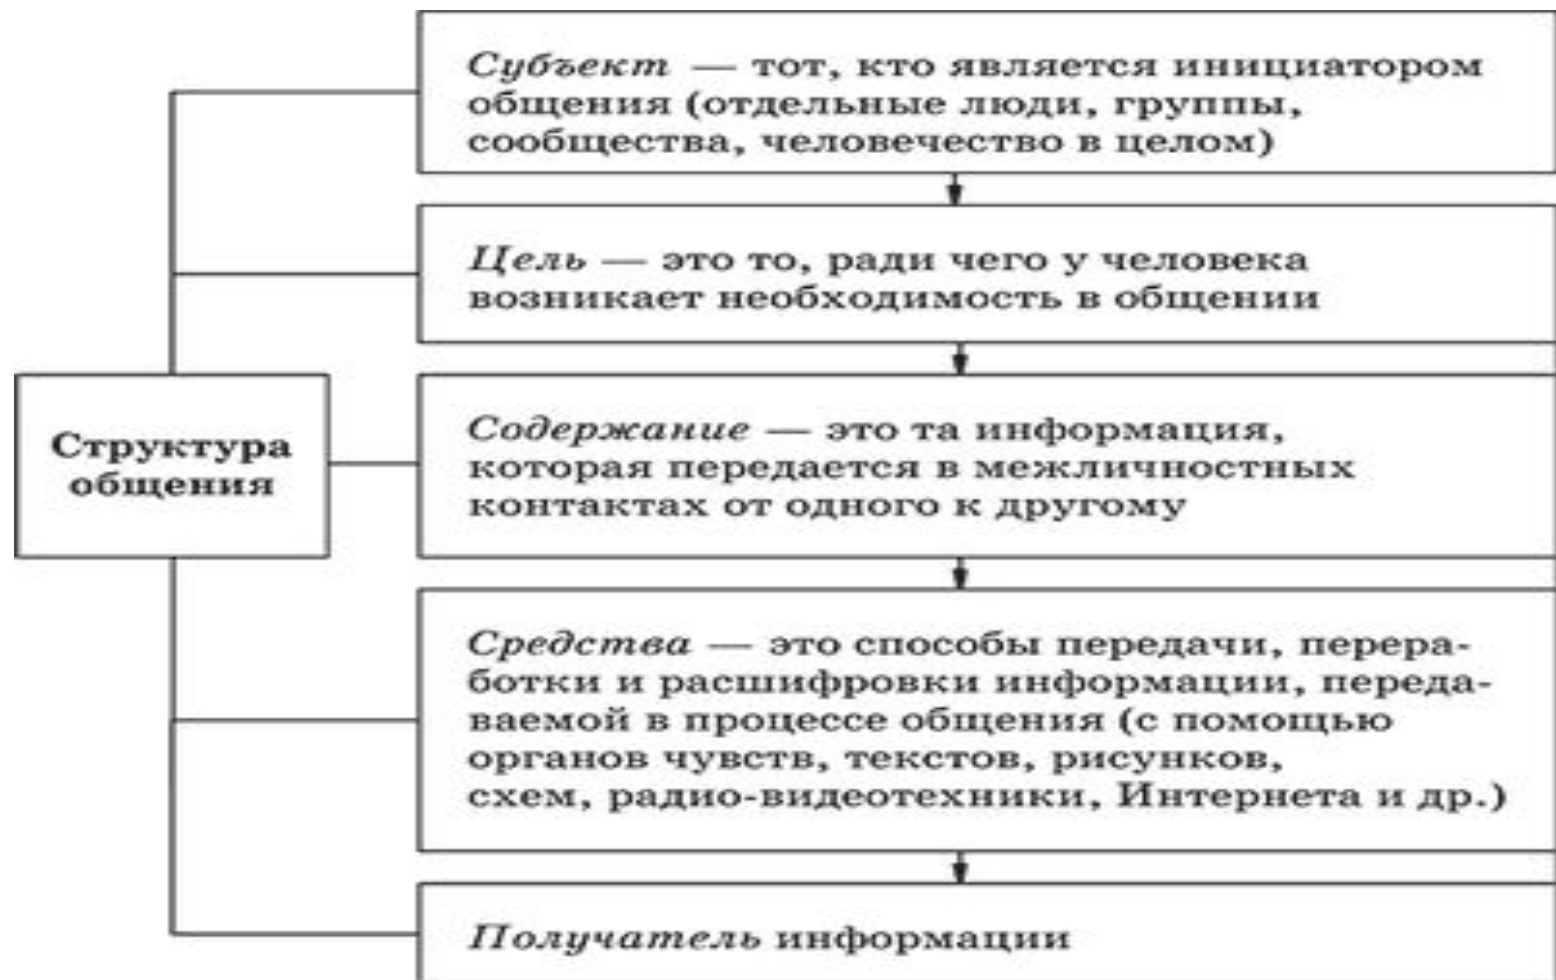 Субъект — тот, кто является инициатором
общения (отдельные люди, группы,
сообщества, человечество в целом)
Цель — это то, ради чего у человека
возникает необходимость в общении
Структура
общения
Содержание — это та информация,
которая передается в межличностных
контактах от одного к другому
Средства — это способы передачи, перера-
ботки и расшифровки информации, переда-
ваемой в процессе общения (с помощью
органов чувств, текстов, рисунков,
схем, радио-видеотехники, Интернета и др.)
Получатель информации